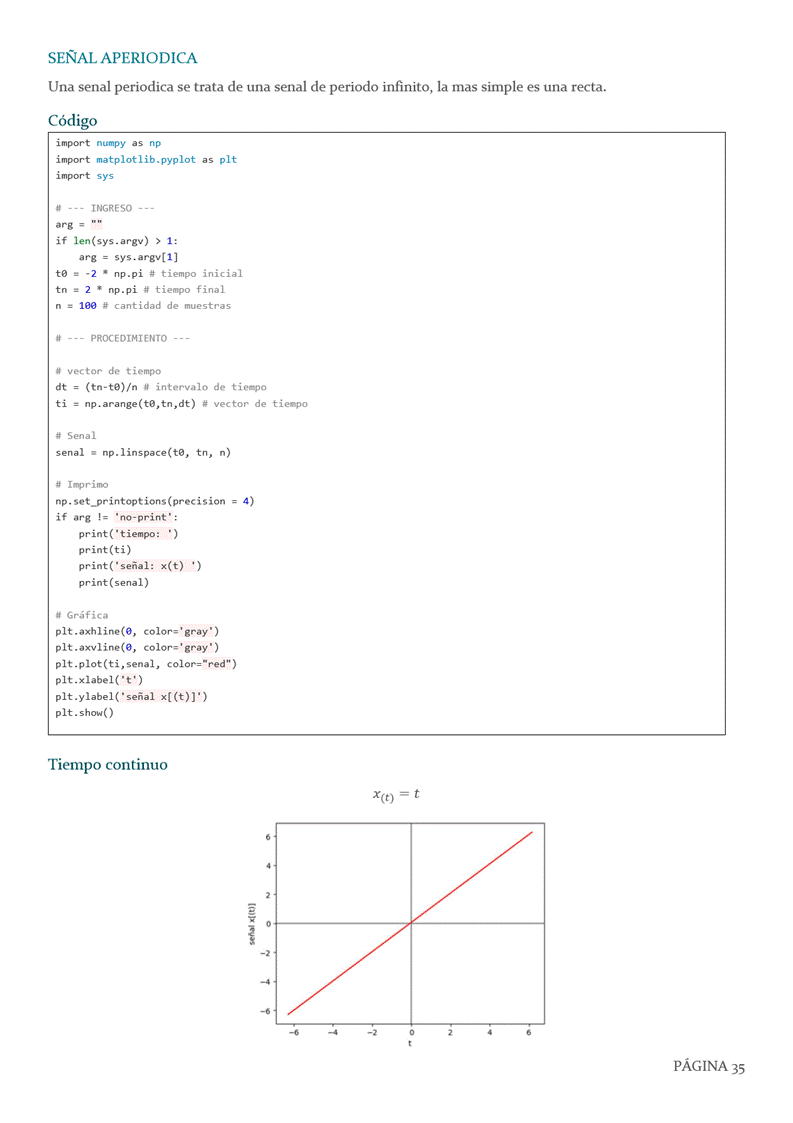 SEÑAL APERIODICA
Una senal periodica se trata de una senal de periodo infinito, la mas simple es una recta.
Código
import numpy as np
import matplotlib.pyplot as plt
import sys
# --- INGRESO ---
arg = ""
if len(sys.argv) > 1:
    arg = sys.argv[1]
t0 = -2 * np.pi # tiempo inicial
tn = 2 * np.pi # tiempo final
n = 100 # cantidad de muestras
# --- PROCEDIMIENTO ---
# vector de tiempo
dt = (tn-t0)/n # intervalo de tiempo
ti = np.arange(t0,tn,dt) # vector de tiempo
# Senal
senal = np.linspace(t0, tn, n)
# Imprimo
np.set_printoptions(precision = 4)
if arg != 'no-print':
    print('tiempo: ')
    print(ti)
    print('señal: x(t) ')
    print(senal)
# Gráfica
plt.axhline(0, color='gray')
plt.axvline(0, color='gray')
plt.plot(ti,senal, color="red")
plt.xlabel('t')
plt.ylabel('señal x[(t)]')
plt.show()
Tiempo continuo
x(t) = t
señal x[(t)]
6
4
2
0
−2
−4
−6
−6 −4 −2 0 2 4 6
t
PÁGINA 35